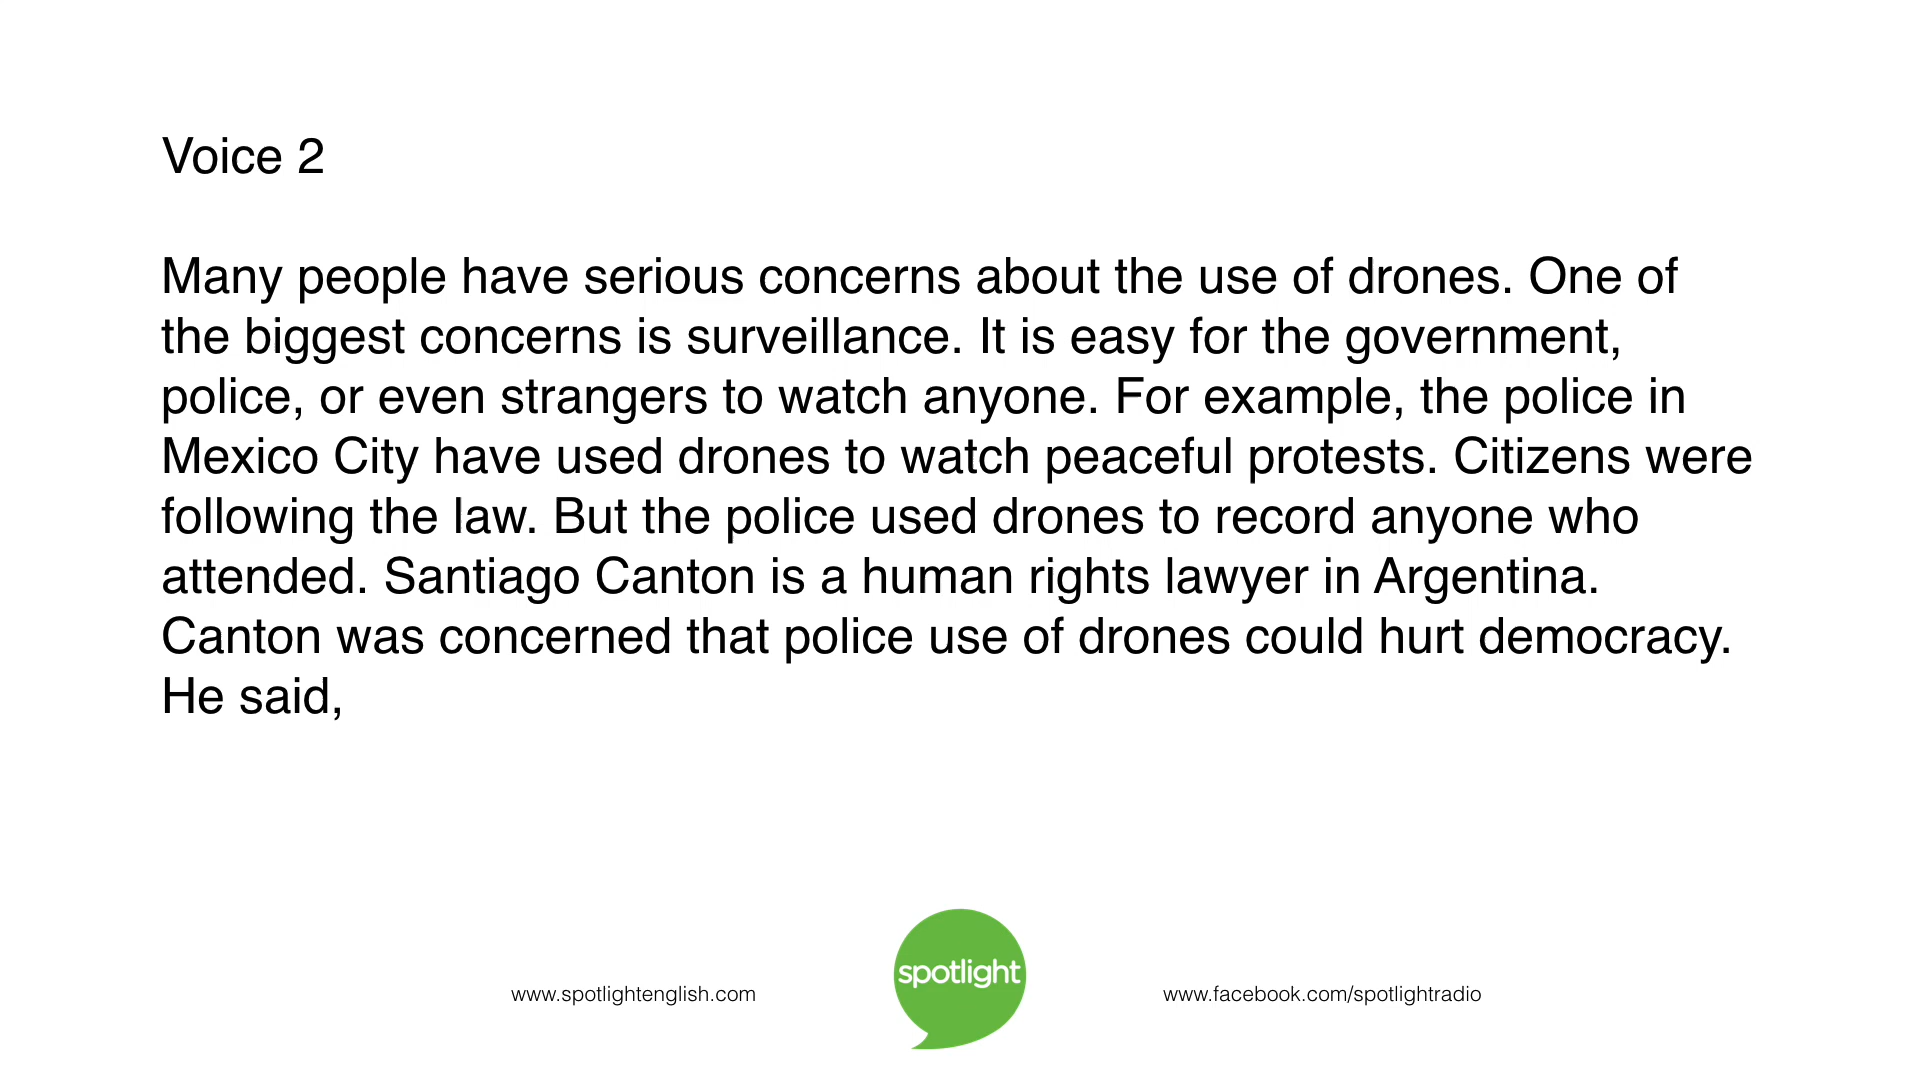 Voice 2
Many people have serious concerns about the use of drones. One of
the biggest concerns is surveillance. It is easy for the government,
police, or even strangers to watch anyone. For example, the police in
Mexico City have used drones to watch peaceful protests. Citizens were
following the law. But the police used drones to record anyone who
attended. Santiago Canton is a human rights lawyer in Argentina.
Canton was concerned that police use of drones could hurt democracy.
He said,
www.spotlightenglish.com
spotlight
www.facebook.com/spotlightradio